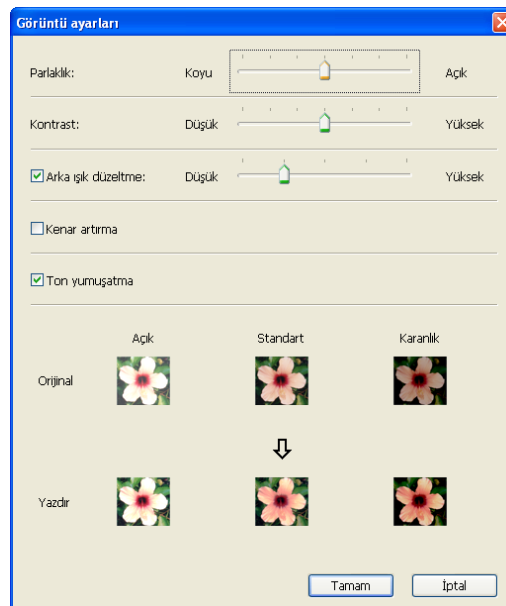 Görüntü ayarları
Parlaklık: Koyu Açık
Kontrast: Düşük Yüksek
Arka ışık düzeltme: Düşük Yüksek
Kenar artırma
Ton yumuşatma
Açık Standart Karanlık
Orijinal
Yazdır
Tamam İptal